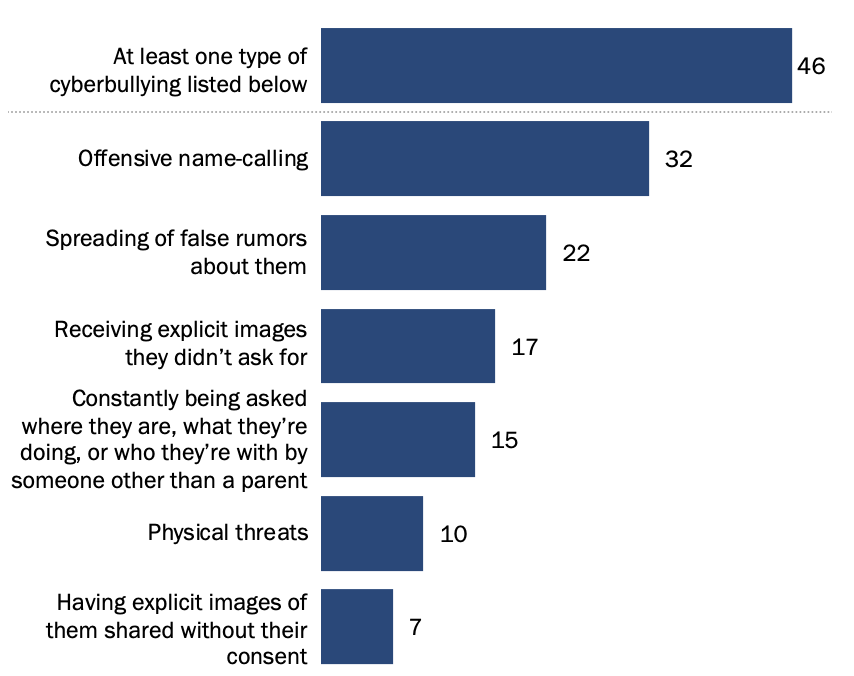 At least one type of
cyberbullying listed below
46
Offensive name-calling
32
Spreading of false rumors
about them
22
Receiving explicit images
they didn’t ask for
17
Constantly being asked
where they are, what they’re
doing, or who they’re with by
someone other than a parent
15
Physical threats
10
Having explicit images of
them shared without their
consent
7